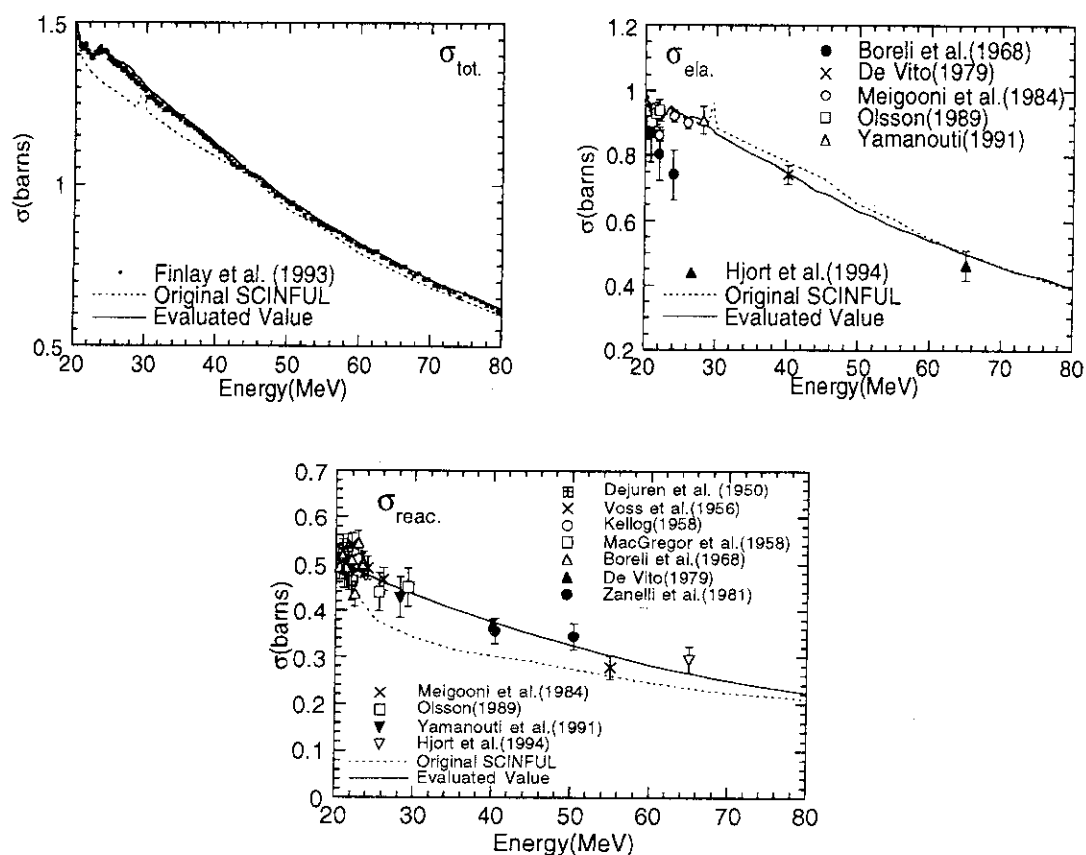 1.5
1
0.5
σ(barns)
σtot.
Finlay et al. (1993)
Original SCINFUL
Evaluated Value
20 30 40 50 60 70 80
Energy(MeV)
1.2
1
0.8
0.6
0.4
0.2
σ(barns)
σela.
Boreli et al.(1968)
De Vito(1979)
Meigooni et al.(1984)
Olsson(1989)
Yamanouti(1991)
Hjort et al.(1994)
Original SCINFUL
Evaluated Value
20 30 40 50 60 70 80
Energy(MeV)
0.7
0.6
0.5
0.4
0.3
0.2
0.1
0
σ(barns)
σreac.
Dejuren et al. (1950)
Voss et al.(1956)
Kellog(1958)
MacGregor et al.(1958)
Boreli et al.(1968)
De Vito(1979)
Zanelli et al.(1981)
Meigooni et al.(1984)
Olsson(1989)
Yamanouti et al.(1991)
Hjort et al.(1994)
Original SCINFUL
Evaluated Value
20 30 40 50 60 70 80
Energy(MeV)